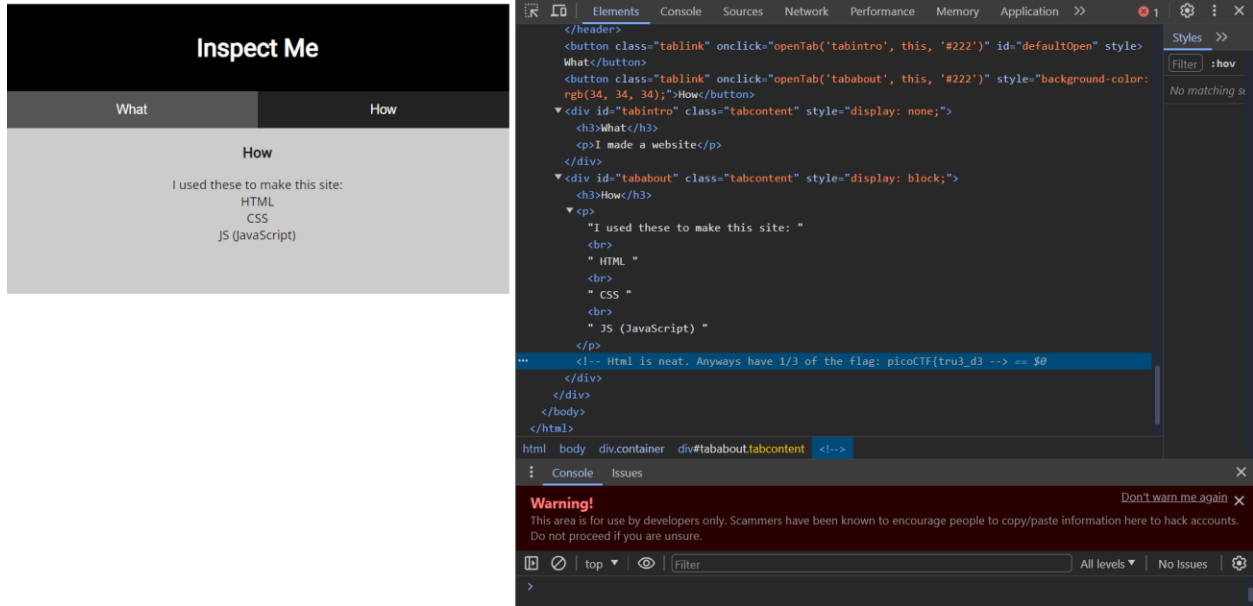 Inspect Me
What
How
How
I used these to make this site:
HTML
CSS
JS (JavaScript)
Elements Console Sources Network Performance Memory Application 1
</header>
<button class="tablink" onclick="openTab('tabintro', this, '#222')" id="defaultOpen" style>
What</button>
<button class="tablink" onclick="openTab('tababout', this, '#222')" style="background-color:
rgb(34, 34, 34);">How</button>
<div id="tabintro" class="tabcontent" style="display: none;">
<h3>What</h3>
<p>I made a website</p>
</div>
<div id="tababout" class="tabcontent" style="display: block;">
<h3>How</h3>
<p>
"I used these to make this site: "
<br>
" HTML "
<br>
" CSS "
<br>
" JS (JavaScript) "
</p>
<!-- Html is neat. Anyways have 1/3 of the flag: picoCTF{tru3_d3 --> == $0
</div>
</div>
</body>
</html>
html body div.container div#tababout.tabcontent <!-->
Styles
Filter :hov
No matching se
Console Issues
Warning!
Don't warn me again
This area is for use by developers only. Scammers have been known to encourage people to copy/paste information here to hack accounts.
Do not proceed if you are unsure.
top Filter All levels No Issues